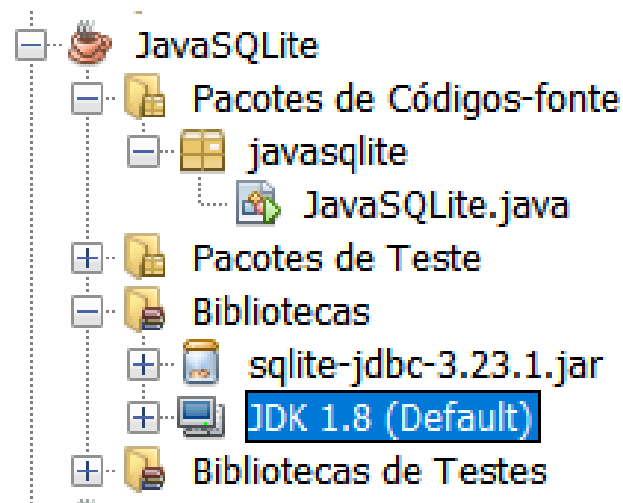 JavaSQLite
Pacotes de Códigos-fonte
javasqlite
JavaSQLite.java
Pacotes de Teste
Bibliotecas
sqlite-jdbc-3.23.1.jar
JDK 1.8 (Default)
Bibliotecas de Testes